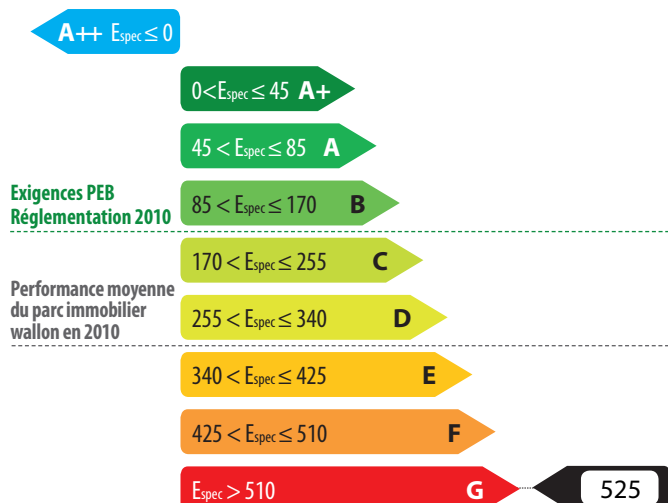 A++ Espec ≤ 0
0<Espec ≤ 45 A+
45 < Espec ≤ 85 A
Exigences PEB
Réglementation 2010
85 < Espec ≤ 170 B
170 < Espec ≤ 255 C
Performance moyenne
du parc immobilier
wallon en 2010
255 < Espec ≤ 340 D
340 < Espec ≤ 425 E
425 < Espec ≤ 510 F
Espec > 510 G 525